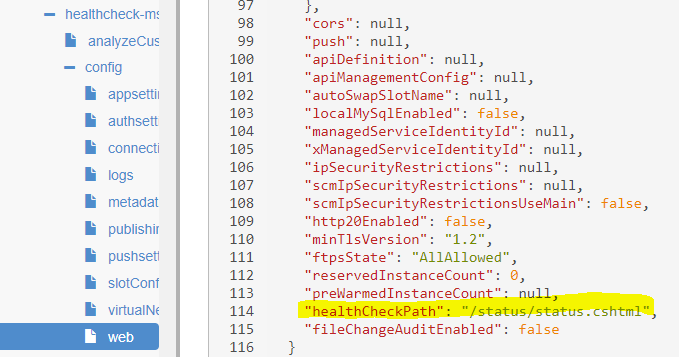 healthcheck-ms
analyzeCus
config
appsettin
authsett
connecti
logs
metadat
publishin
pushsett
slotConf
virtualNe
web
97 },
98 "cors": null,
99 "push": null,
100 "apiDefinition": null,
101 "apiManagementConfig": null,
102 "autoSwapSlotName": null,
103 "localMySqlEnabled": false,
104 "managedServiceIdentityId": null,
105 "xManagedServiceIdentityId": null,
106 "ipSecurityRestrictions": null,
107 "scmIpSecurityRestrictions": null,
108 "scmIpSecurityRestrictionsUseMain": false,
109 "http20Enabled": false,
110 "minTlsVersion": "1.2",
111 "ftpsState": "AllAllowed",
112 "reservedInstanceCount": 0,
113 "preWarmedInstanceCount": null,
114 "healthCheckPath": "/status/status.cshtml",
115 "fileChangeAuditEnabled": false
116 }